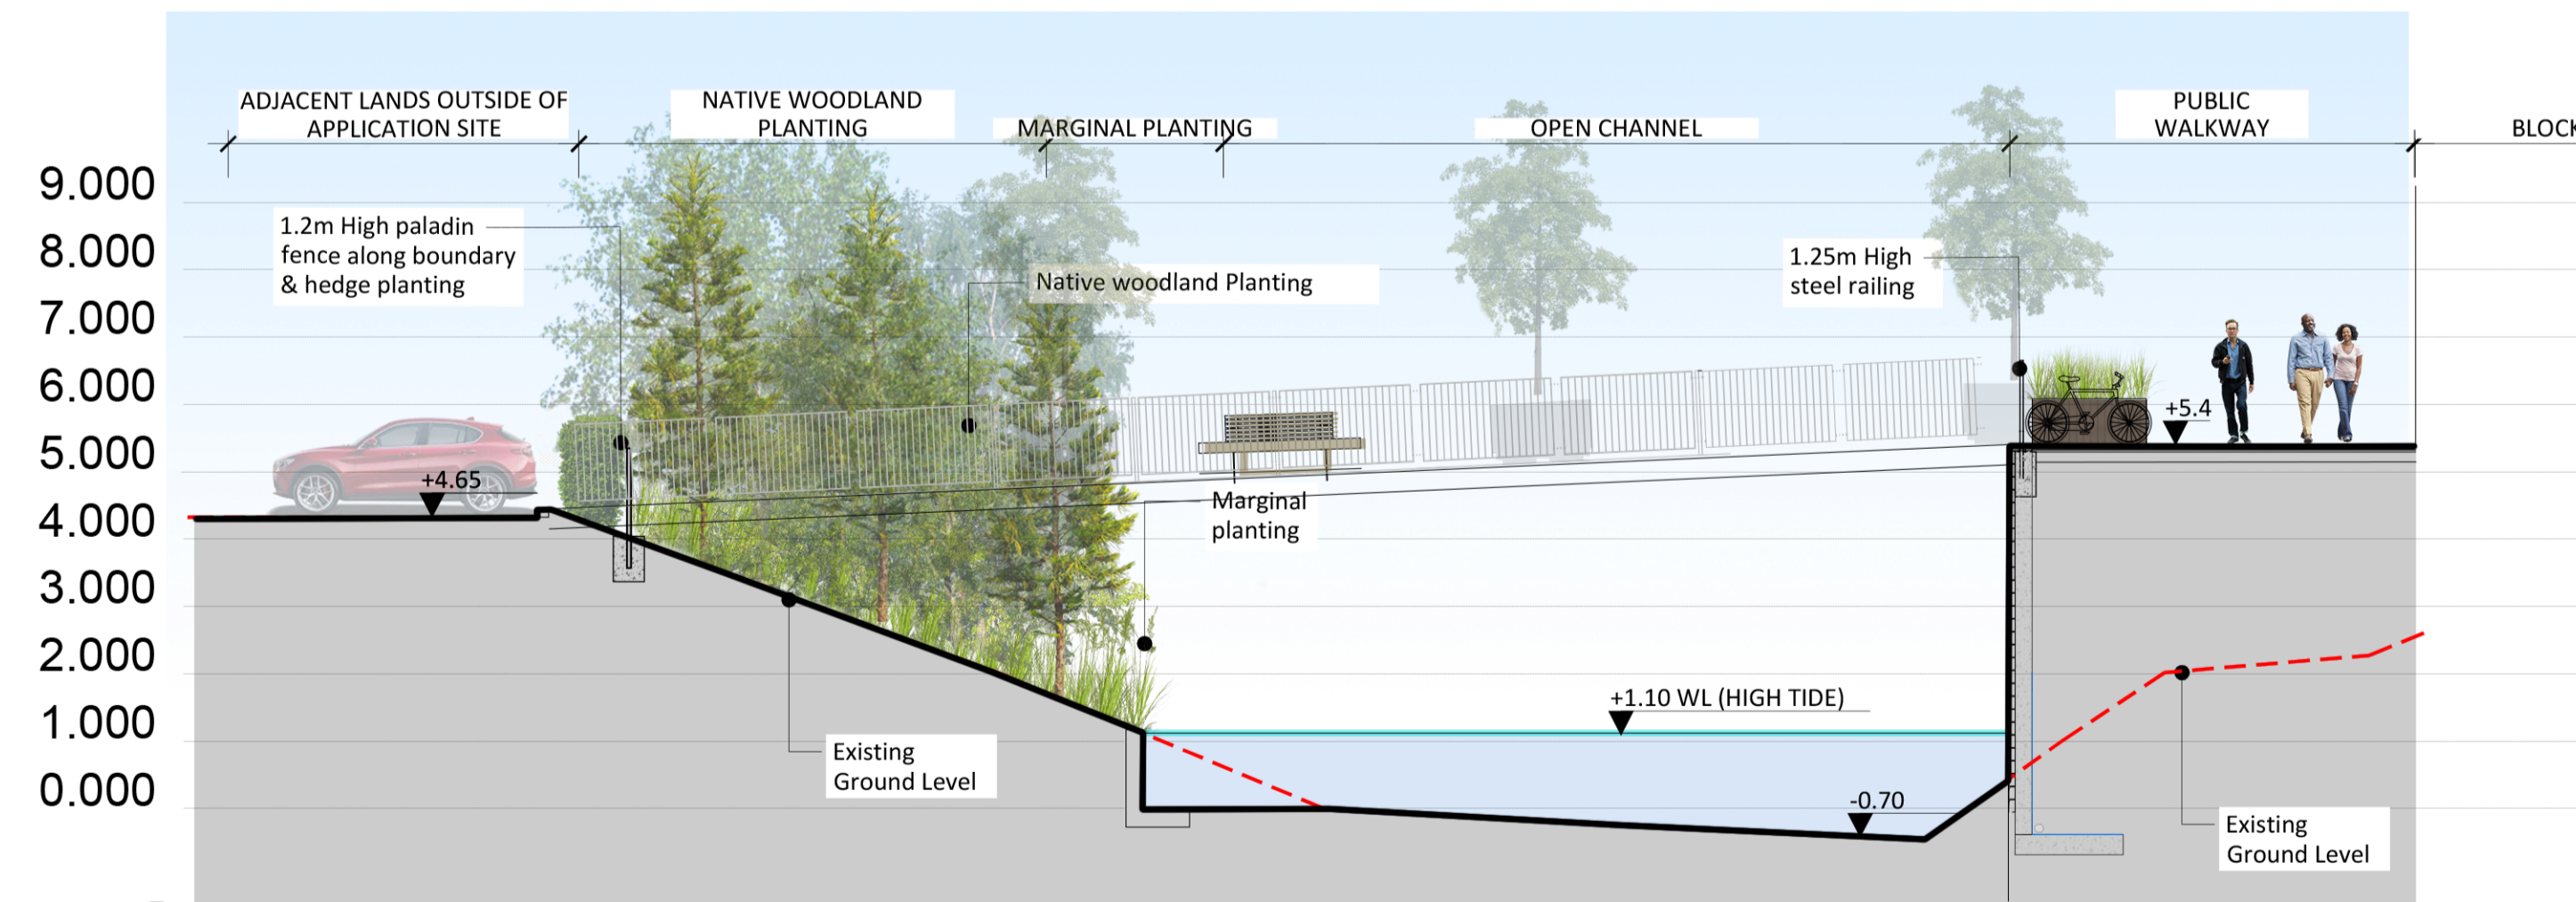 ADJACENT LANDS OUTSIDE OF
APPLICATION SITE
NATIVE WOODLAND
PLANTING
MARGINAL PLANTING
OPEN CHANNEL
PUBLIC
WALKWAY
9.000
8.000
7.000
6.000
5.000
4.000
3.000
2.000
1.000
0.000
1.2m High paladin
fence along boundary
& hedge planting
Native woodland Planting
1.25m High
steel railing
+5.4
+4.65
Marginal
planting
+1.10 WL (HIGH TIDE)
-0.70
Existing
Ground Level
Existing
Ground Level